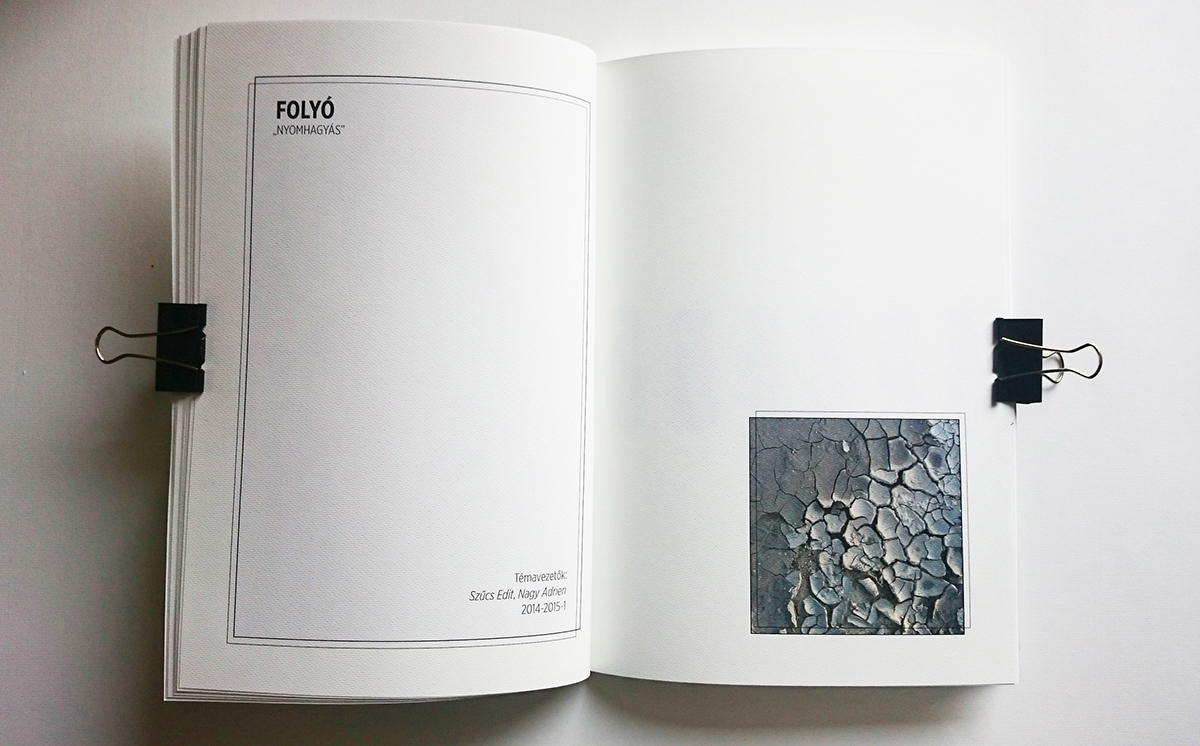 FOLYÓ
„NYOMHAGYÁS”
Témavezetők:
Szűcs Edit, Nagy Adrien
2014-2015-1